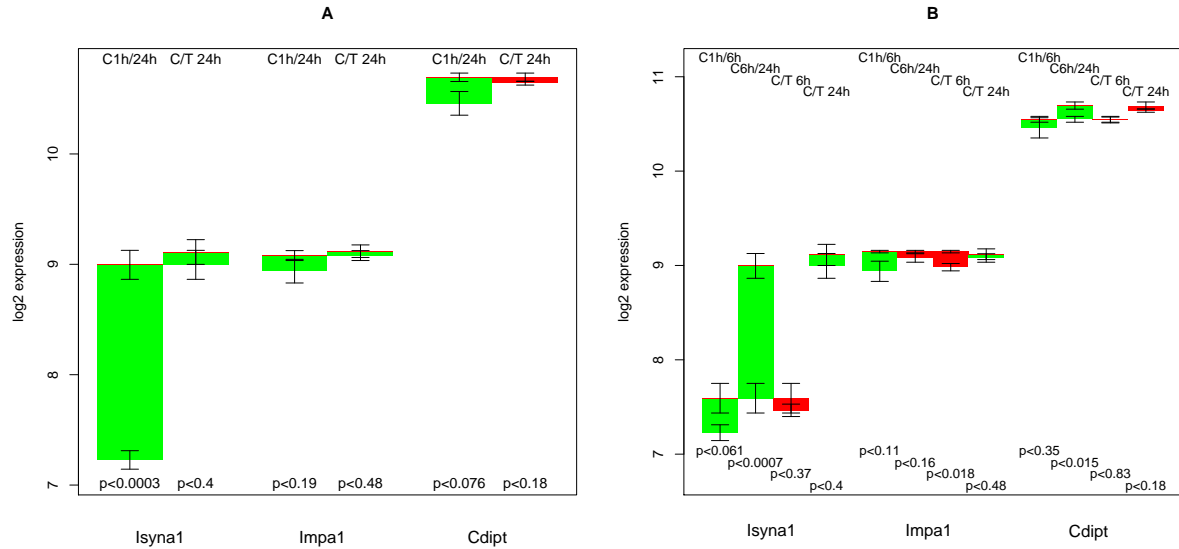 A
C1h/24h C/T 24h C1h/24h C/T 24h C1h/24h C/T 24h
log2 expression
10
9
8
7
p<0.0003 p<0.4 p<0.19 p<0.48 p<0.076 p<0.18
Isyna1 Impa1 Cdipt
B
C1h/6h C1h/6h C1h/6h
C6h/24h C6h/24h C6h/24h
C/T 6h C/T 6h C/T 6h
C/T 24h C/T 24h C/T 24h
log2 expression
11
10
9
8
7
p<0.061 p<0.11 p<0.35
p<0.0007 p<0.16 p<0.015
p<0.37 p<0.018 p<0.83
p<0.4 p<0.48 p<0.18
Isyna1 Impa1 Cdipt